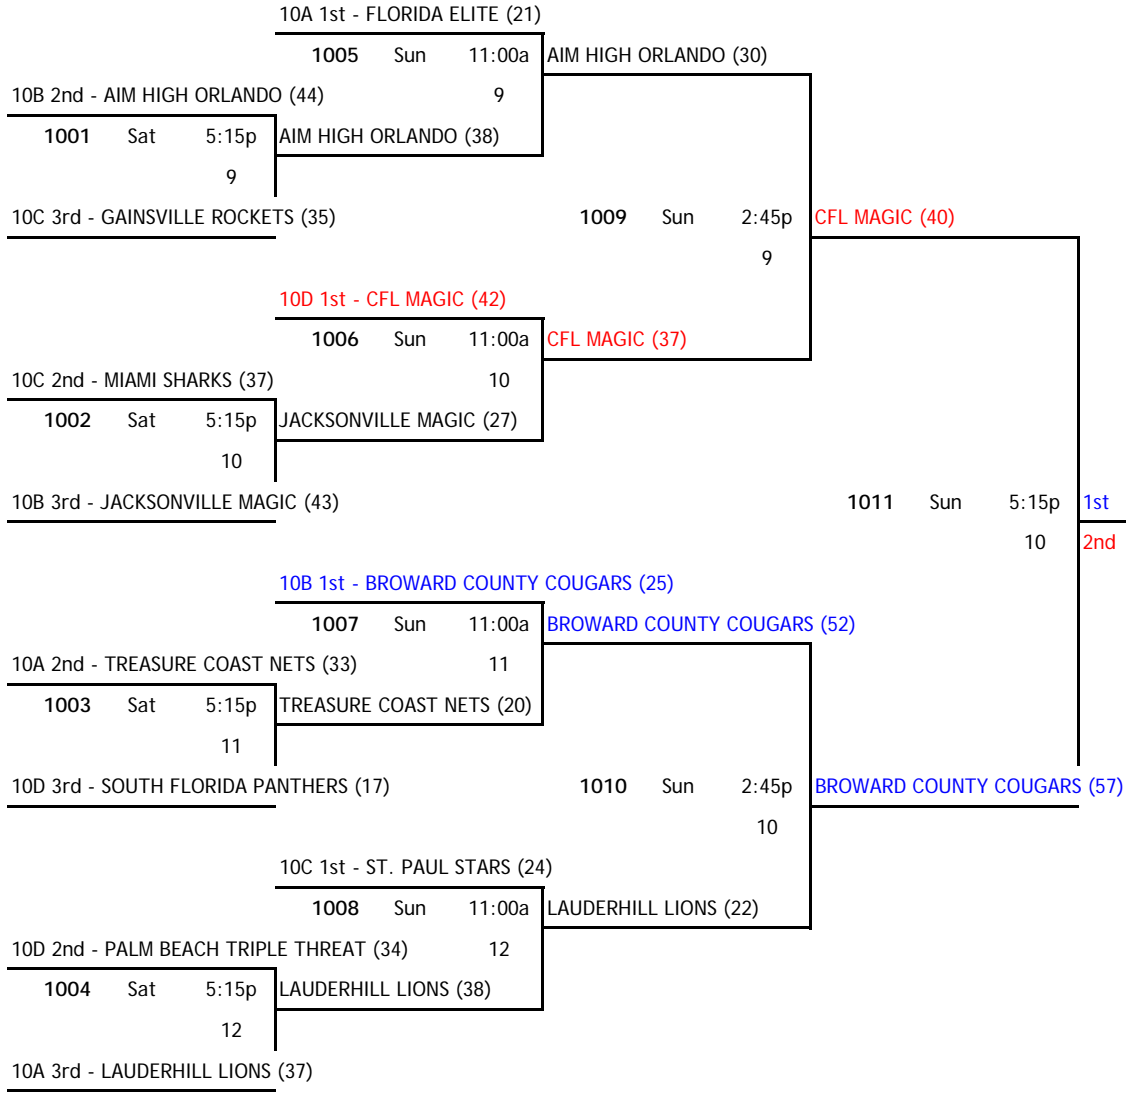 10A 1st - FLORIDA ELITE (21)
1005 Sun 11:00a AIM HIGH ORLANDO (30)
10B 2nd - AIM HIGH ORLANDO (44) 9
1001 Sat 5:15p AIM HIGH ORLANDO (38)
9
10C 3rd - GAINSVILLE ROCKETS (35) 1009 Sun 2:45p CFL MAGIC (40)
9
10D 1st - CFL MAGIC (42)
1006 Sun 11:00a CFL MAGIC (37)
10C 2nd - MIAMI SHARKS (37) 10
1002 Sat 5:15p JACKSONVILLE MAGIC (27)
10
10B 3rd - JACKSONVILLE MAGIC (43) 1011 Sun 5:15p 1st
10 2nd
10B 1st - BROWARD COUNTY COUGARS (25)
1007 Sun 11:00a BROWARD COUNTY COUGARS (52)
10A 2nd - TREASURE COAST NETS (33) 11
1003 Sat 5:15p TREASURE COAST NETS (20)
11
10D 3rd - SOUTH FLORIDA PANTHERS (17) 1010 Sun 2:45p BROWARD COUNTY COUGARS (57)
10
10C 1st - ST. PAUL STARS (24)
1008 Sun 11:00a LAUDERHILL LIONS (22)
10D 2nd - PALM BEACH TRIPLE THREAT (34) 12
1004 Sat 5:15p LAUDERHILL LIONS (38)
12
10A 3rd - LAUDERHILL LIONS (37)